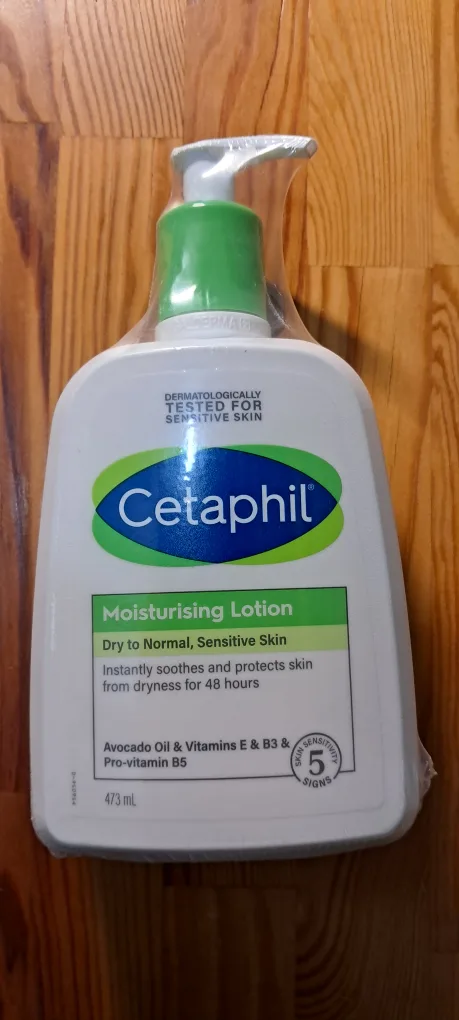 DERMATOLOGICALLY
TESTED FOR
SENSITIVE SKIN
Cetaphil®
Moisturising Lotion
Dry to Normal, Sensitive Skin
Instantly soothes and protects skin
from dryness for 48 hours
Avocado Oil & Vitamins E & B3 &
Pro-vitamin B5
SKIN SENSITIVITY
5
SIGNS
473 mL